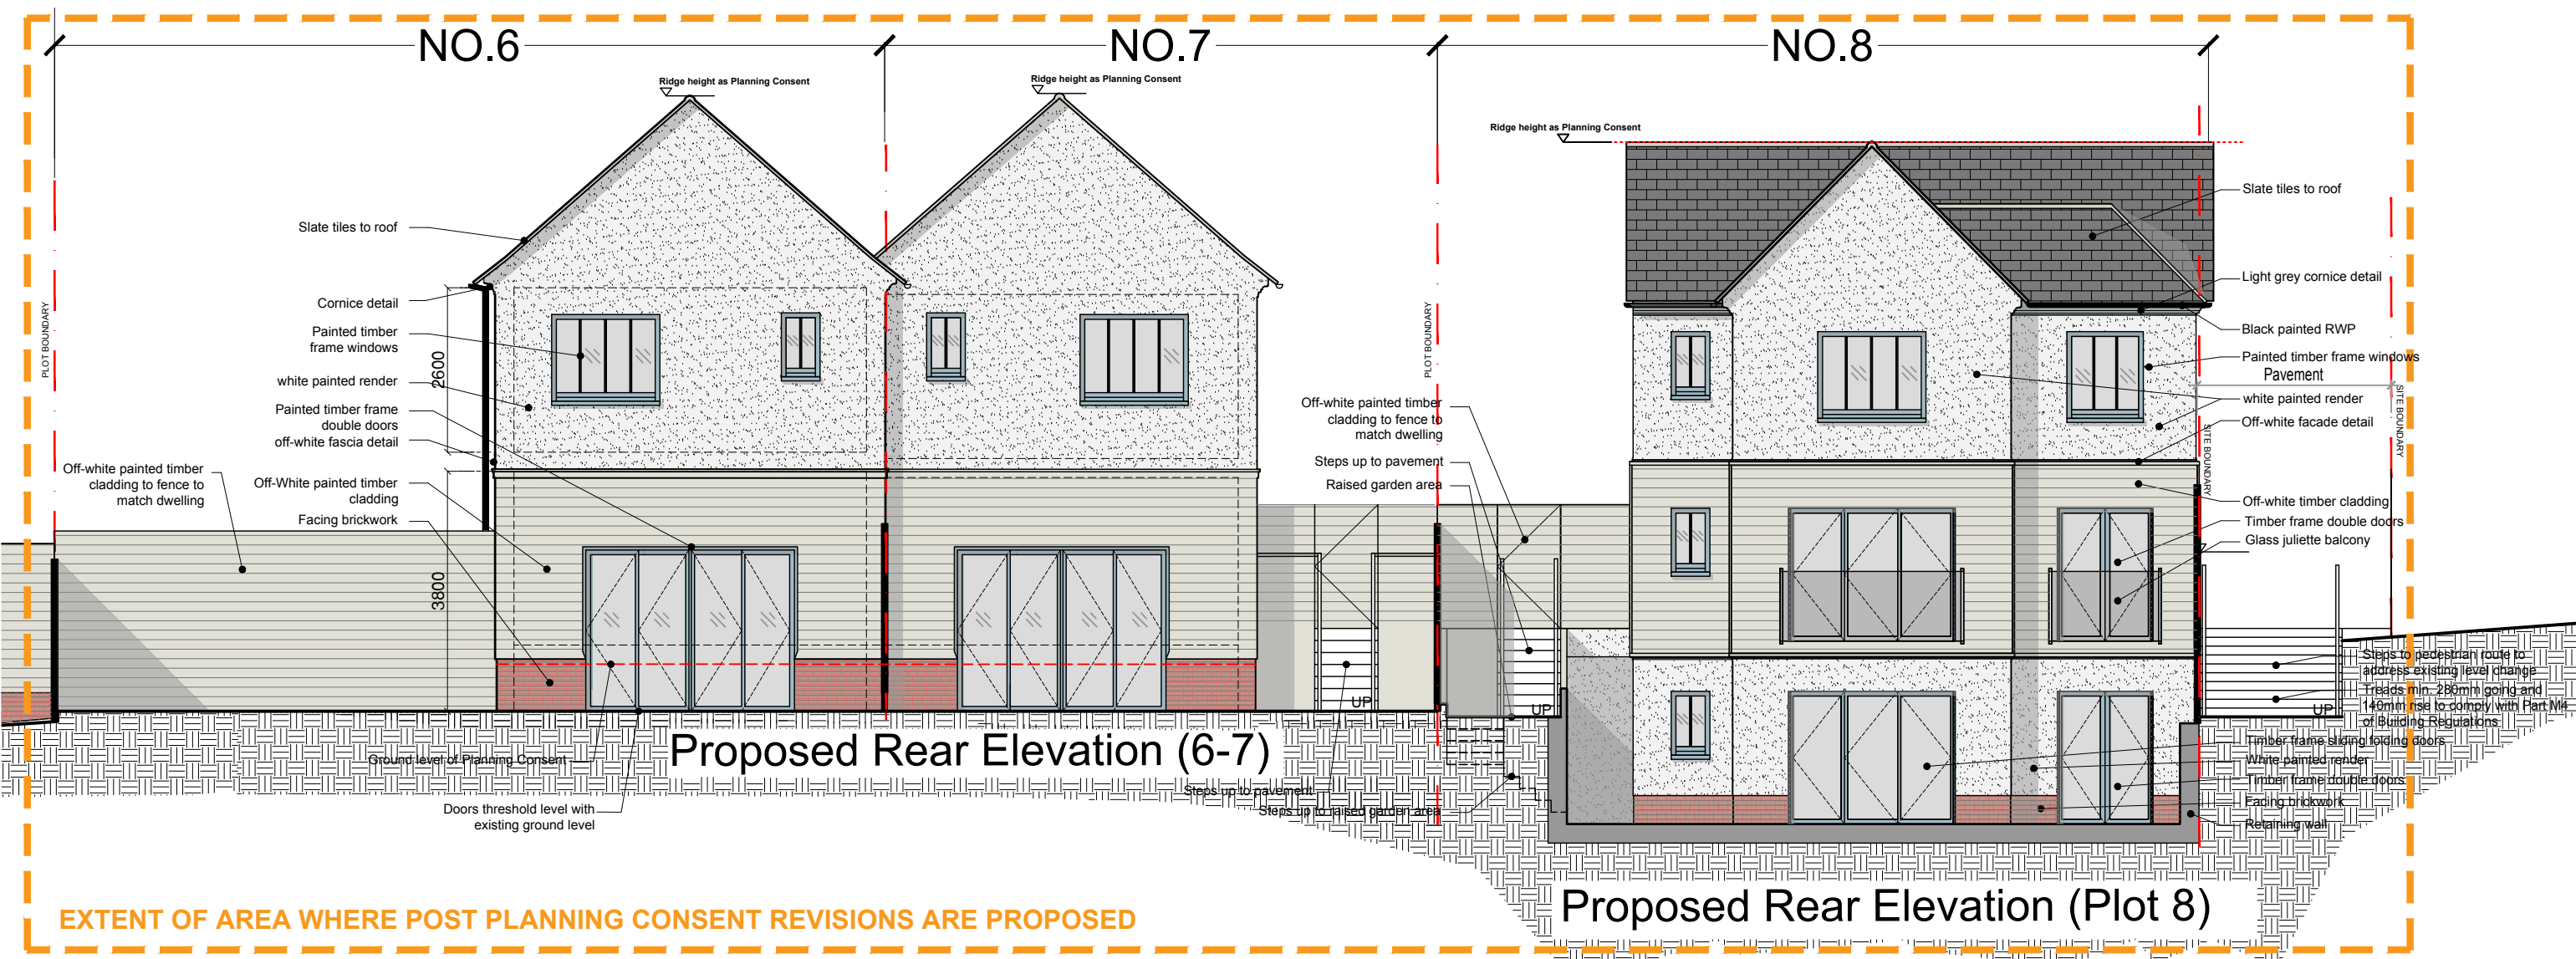 NO.6
NO.7
NO.8
Ridge height as Planning Consent
Ridge height as Planning Consent
Ridge height as Planning Consent
PLOT BOUNDARY
Slate tiles to roof
Cornice detail
Painted timber
frame windows
white painted render
Painted timber frame
double doors
off-white fascia detail
Off-white painted timber
cladding to fence to
match dwelling
Off-White painted timber
cladding
Facing brickwork
2600
3800
Ground level of Planning Consent
Doors threshold level with
existing ground level
Proposed Rear Elevation (6-7)
PLOT BOUNDARY
Off-white painted timber
cladding to fence to
match dwelling
Steps up to pavement
Raised garden area
UP
UP
Steps up to pavement
Steps up to raised garden area
Slate tiles to roof
Light grey cornice detail
Black painted RWP
Painted timber frame windows
Pavement
white painted render
Off-white facade detail
SITE BOUNDARY
SITE BOUNDARY
Off-white timber cladding
Timber frame double doors
Glass juliette balcony
Steps to pedestrian route to
address existing level change
Treads min. 280mm going and
140mm rise to comply with Part M4
of Building Regulations
UP
Timber frame sliding folding doors
White painted render
Timber frame double doors
Facing brickwork
Retaining wall
Proposed Rear Elevation (Plot 8)
EXTENT OF AREA WHERE POST PLANNING CONSENT REVISIONS ARE PROPOSED